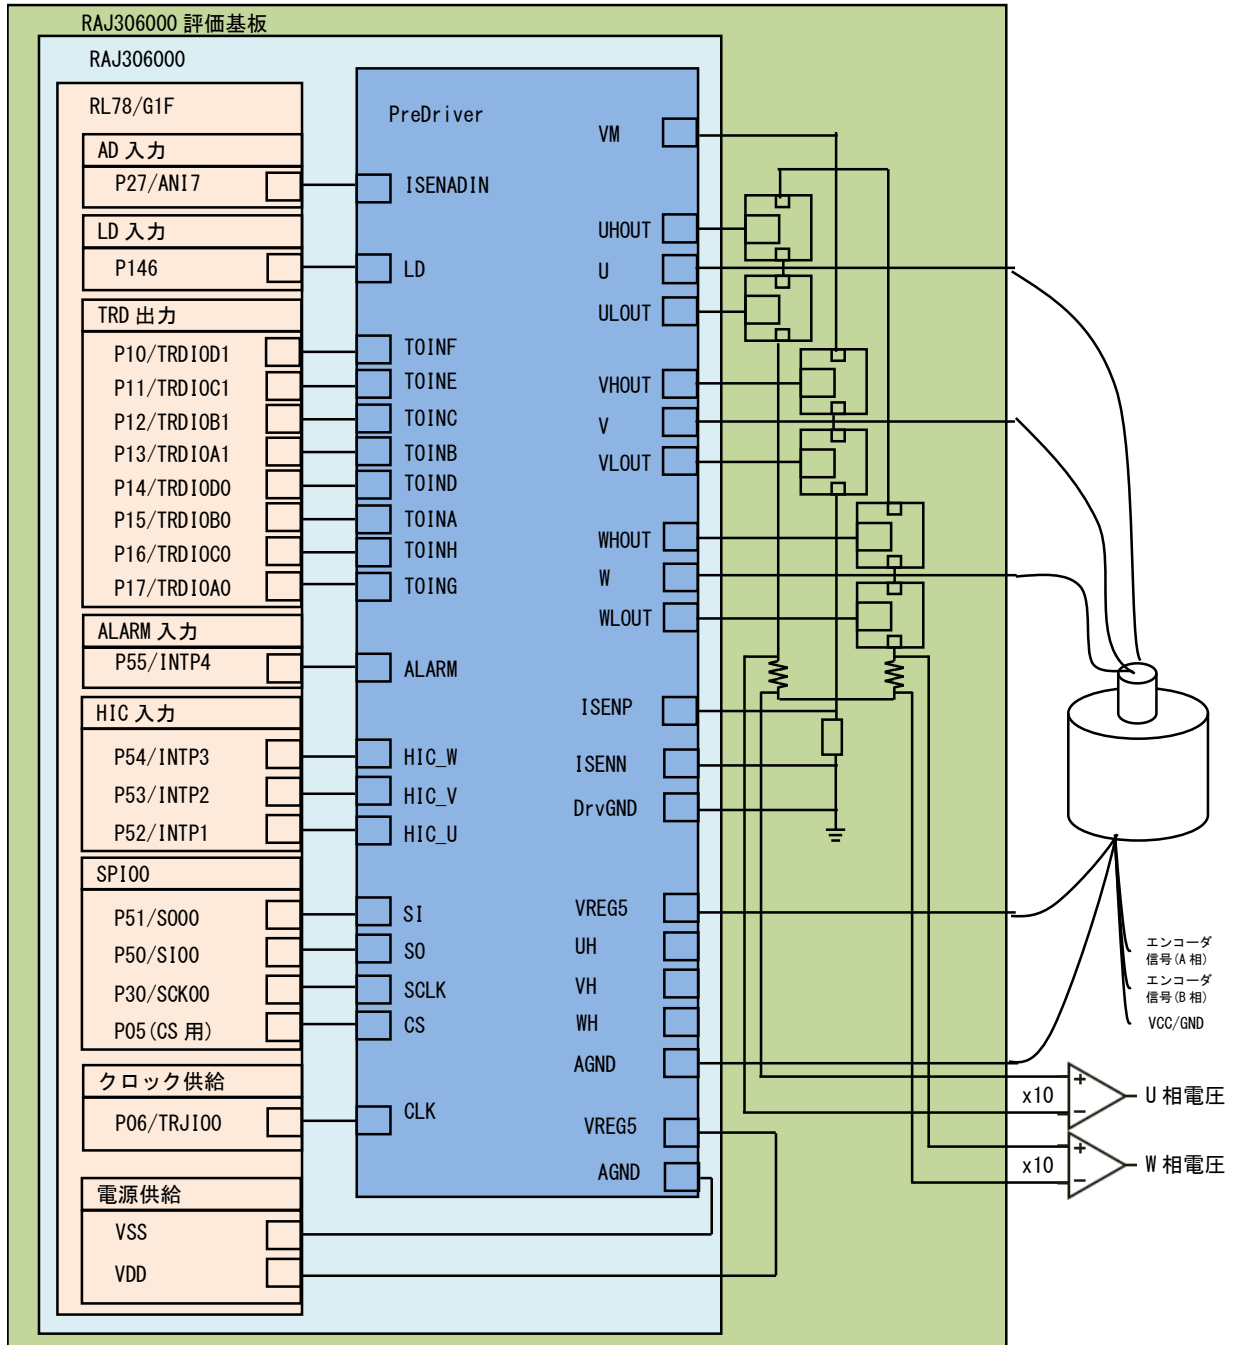 RAJ306000 評価基板
RAJ306000
RL78/G1F
AD 入力
P27/ANI7
LD 入力
P146
TRD 出力
P10/TRDIOD1
P11/TRDIOC1
P12/TRDIOB1
P13/TRDIOA1
P14/TRDIOD0
P15/TRDIOB0
P16/TRDIOC0
P17/TRDIOA0
ALARM 入力
P55/INTP4
HIC 入力
P54/INTP3
P53/INTP2
P52/INTP1
SPI00
P51/SO00
P50/SI00
P30/SCK00
P05(CS 用)
クロック供給
P06/TRJIO0
電源供給
VSS
VDD
PreDriver
ISENADIN
LD
TOINF
TOINE
TOINC
TOINB
TOIND
TOINA
TOINH
TOING
ALARM
HIC_W
HIC_V
HIC_U
SI
SO
SCLK
CS
CLK
VM
UHOUT
U
ULOUT
VHOUT
V
VLOUT
WHOUT
W
WLOUT
ISENP
ISENN
DrvGND
VREG5
UH
VH
WH
AGND
VREG5
AGND
エンコーダ
信号(A 相)
エンコーダ
信号(B 相)
VCC/GND
x10
+
−
U 相電圧
x10
+
−
W 相電圧